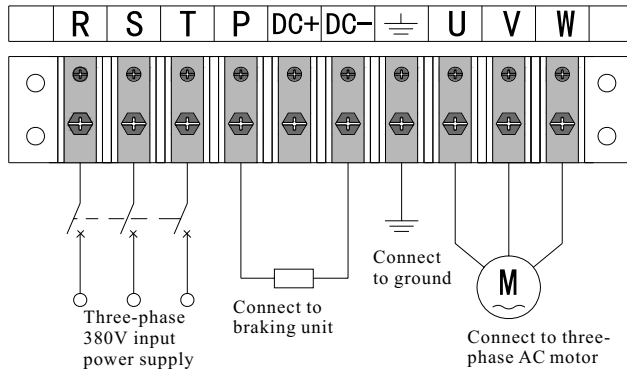 R S T P DC+ DC- U V W
Connect
to ground
M
Three-phase
380V input
power supply
Connect to
braking unit
Connect to three-
phase AC motor